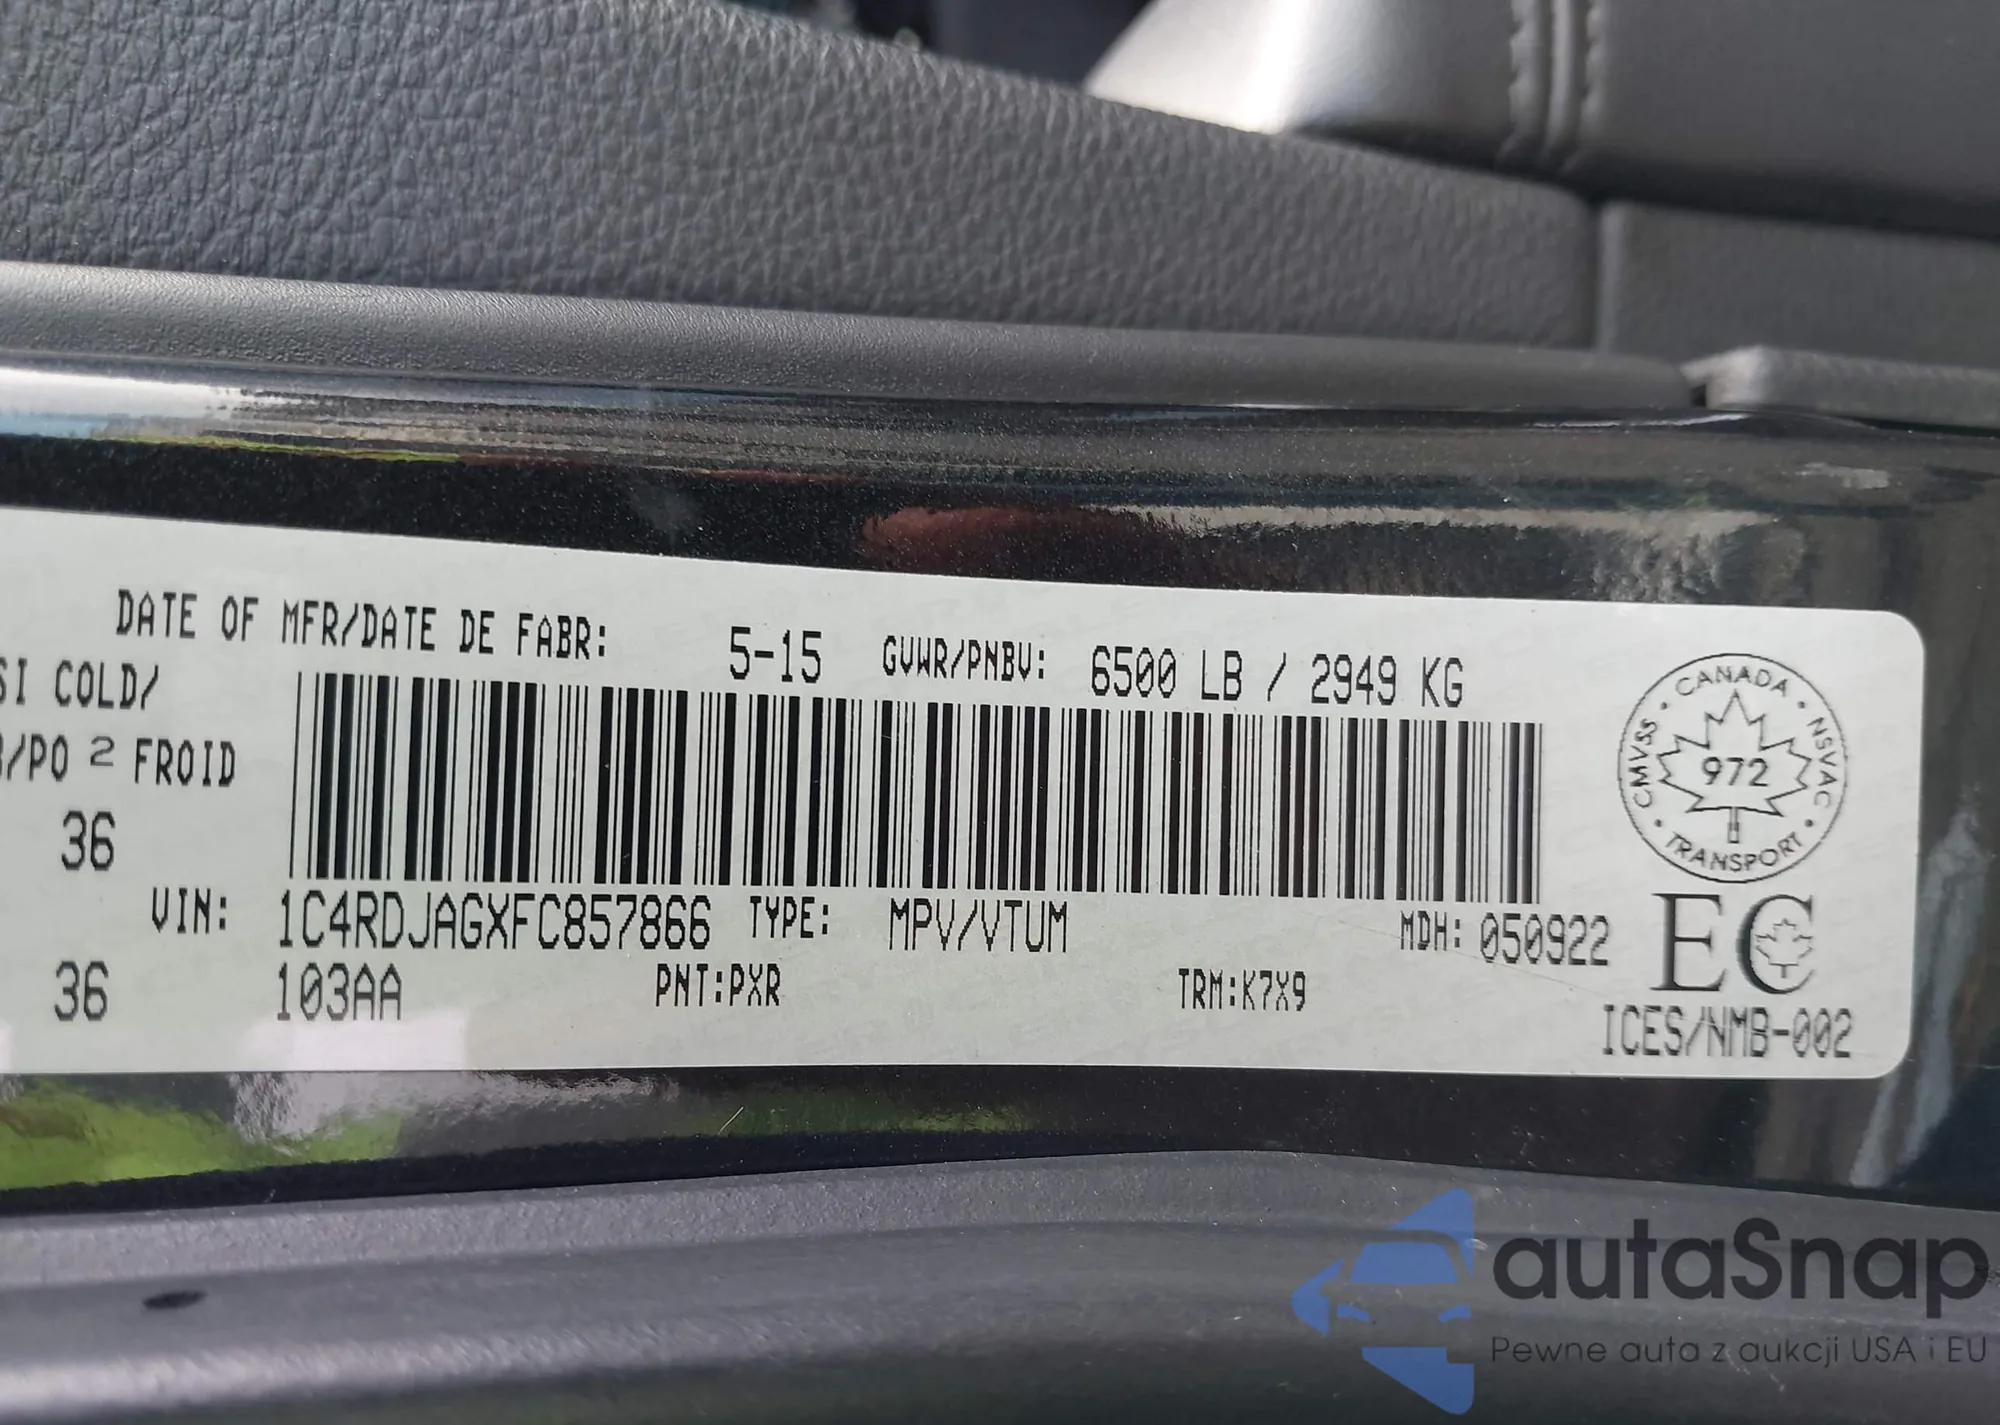 DATE OF MFR/DATE DE FABR: 5-15 GVWR/PNBV: 6500 LB / 2949 KG
SI COLD/
/PO 2 FROID
36
VIN: 1C4RDJAGXFC857866 TYPE: MPV/VTUM MDH: 050922
36 103AA PNT:PXR TRM:K7X9
CANADA · NSVAC · TRANSPORT · CMVSS ·
972
EC
ICES/NMB-002
autaSnap
Pewne auta z aukcji USA i EU